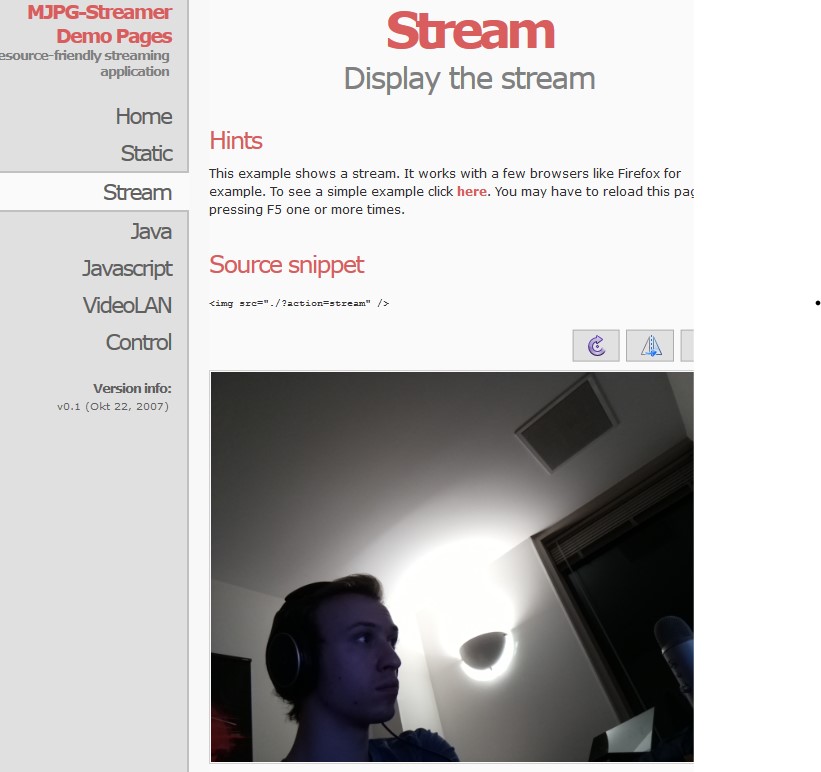 MJPG-Streamer
Demo Pages
esource-friendly streaming
application
Home
Static
Stream
Java
Javascript
VideoLAN
Control
Version info:
v0.1 (Okt 22, 2007)
Stream
Display the stream
Hints
This example shows a stream. It works with a few browsers like Firefox for
example. To see a simple example click here. You may have to reload this pag
pressing F5 one or more times.
Source snippet
<img src="./?action=stream" />